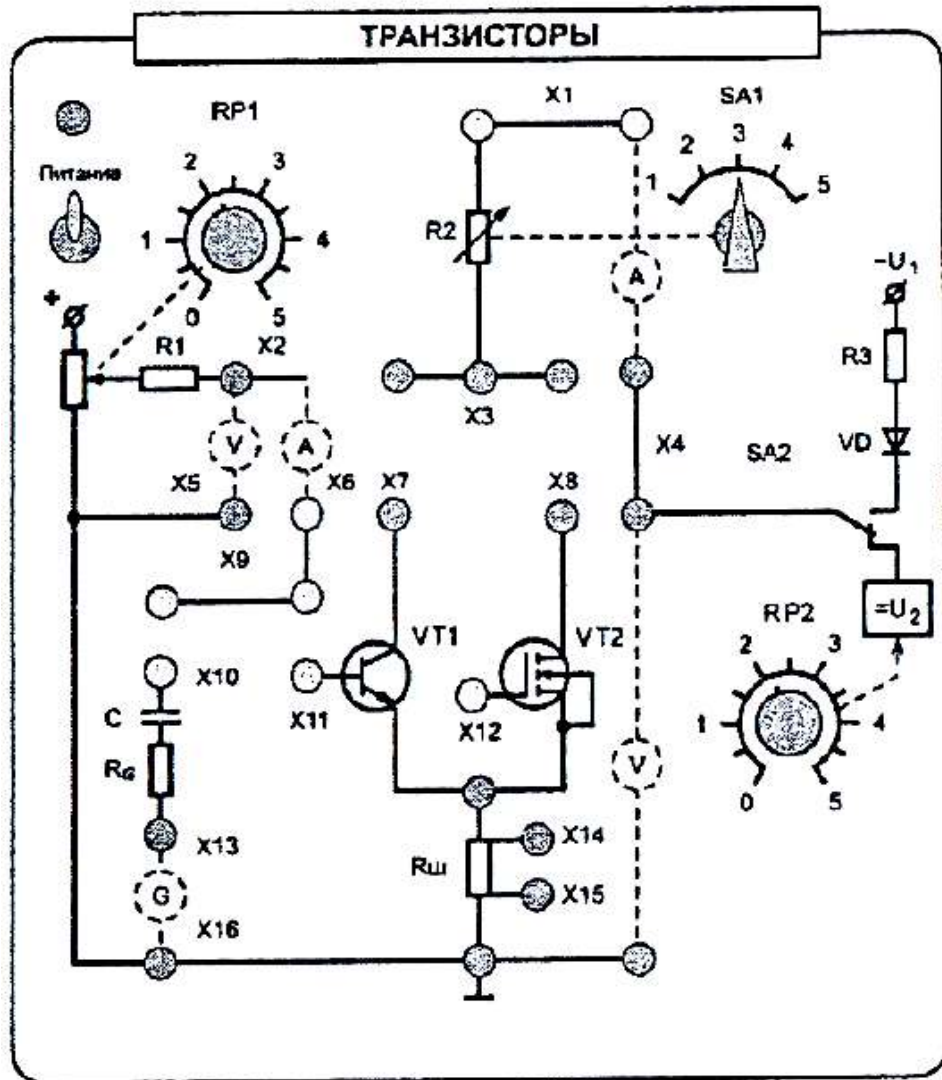 ТРАНЗИСТОРЫ
Питание
RP1
0 1 2 3 4 5
X1
SA1
1 2 3 4 5
R2
A
–U1
+
R1
X2
X3
R3
V
A
X4
SA2
VD
X5
X6
X7
X8
X9
=U2
VT1
VT2
RP2
0 1 2 3 4 5
X10
C
X11
X12
RG
V
X13
Rш
X14
X15
G
X16